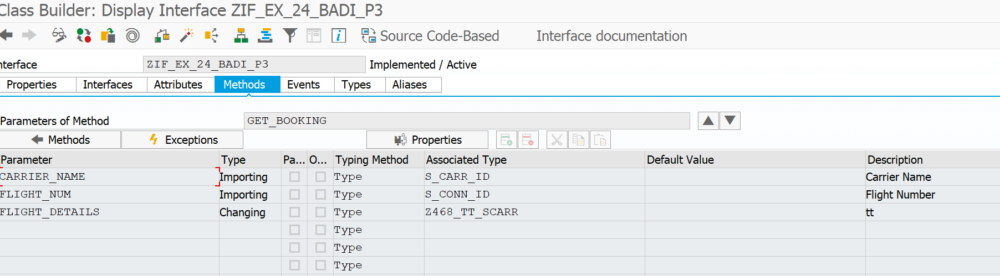 Class Builder: Display Interface ZIF_EX_24_BADI_P3
Source Code-Based Interface documentation
nterface ZIF_EX_24_BADI_P3 Implemented / Active
Properties Interfaces Attributes Methods Events Types Aliases
Parameters of Method GET_BOOKING
Methods Exceptions Properties
Parameter Type Pa... O... Typing Method Associated Type Default Value Description
CARRIER_NAME Importing Type S_CARR_ID Carrier Name
FLIGHT_NUM Importing Type S_CONN_ID Flight Number
FLIGHT_DETAILS Changing Type Z468_TT_SCARR tt
Type
Type
Type